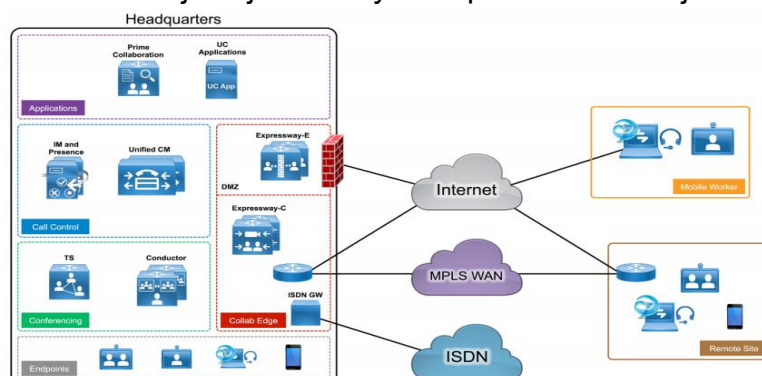 Headquarters
Prime
Collaboration
UC
Applications
UC App
Applications
IM and
Presence
Unified CM
Call Control
Expressway-E
DMZ
Expressway-C
ISDN GW
Collab Edge
TS
Conductor
Conferencing
Endpoints
Internet
MPLS WAN
ISDN
Mobile Worker
Remote Site